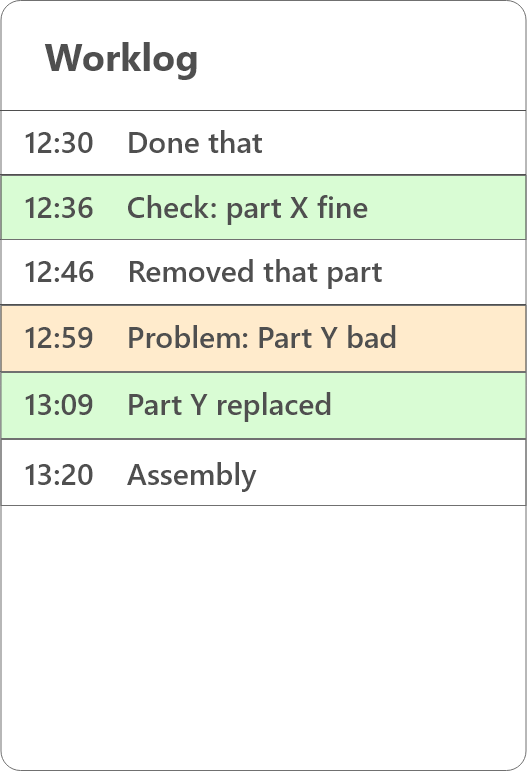 Worklog
12:30 Done that
12:36 Check: part X fine
12:46 Removed that part
12:59 Problem: Part Y bad
13:09 Part Y replaced
13:20 Assembly